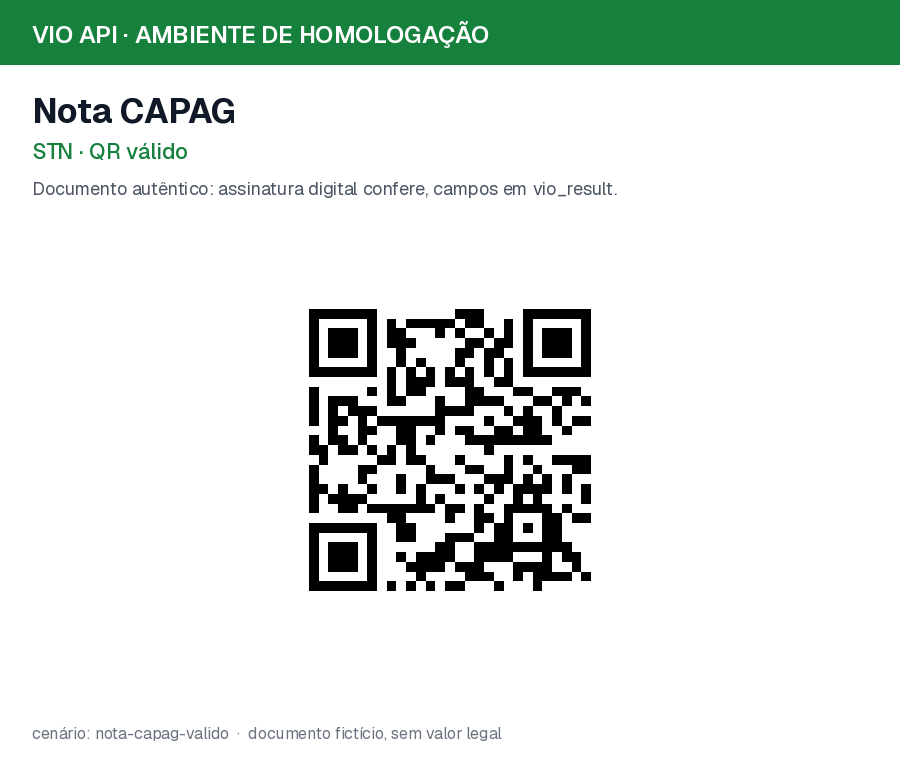 VIO API · AMBIENTE DE HOMOLOGAÇÃO
Nota CAPAG
STN · QR válido
Documento autêntico: assinatura digital confere, campos em vio_result.
cenário: nota-capag-valido · documento fictício, sem valor legal